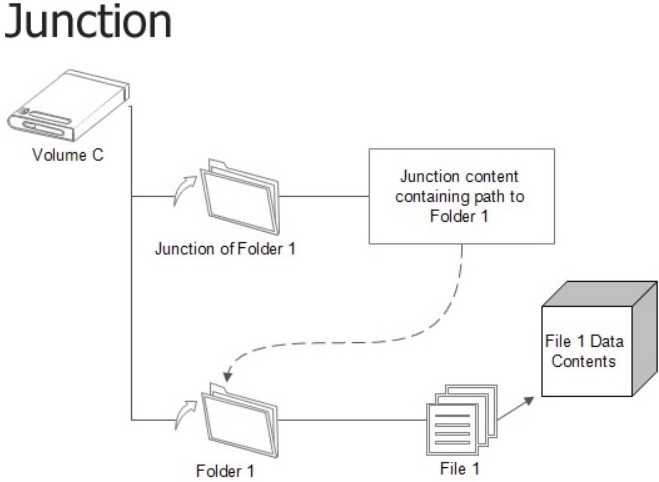 Junction
Volume C
Junction content
containing path to
Folder 1
Junction of Folder 1
File 1 Data
Contents
Folder 1
File 1